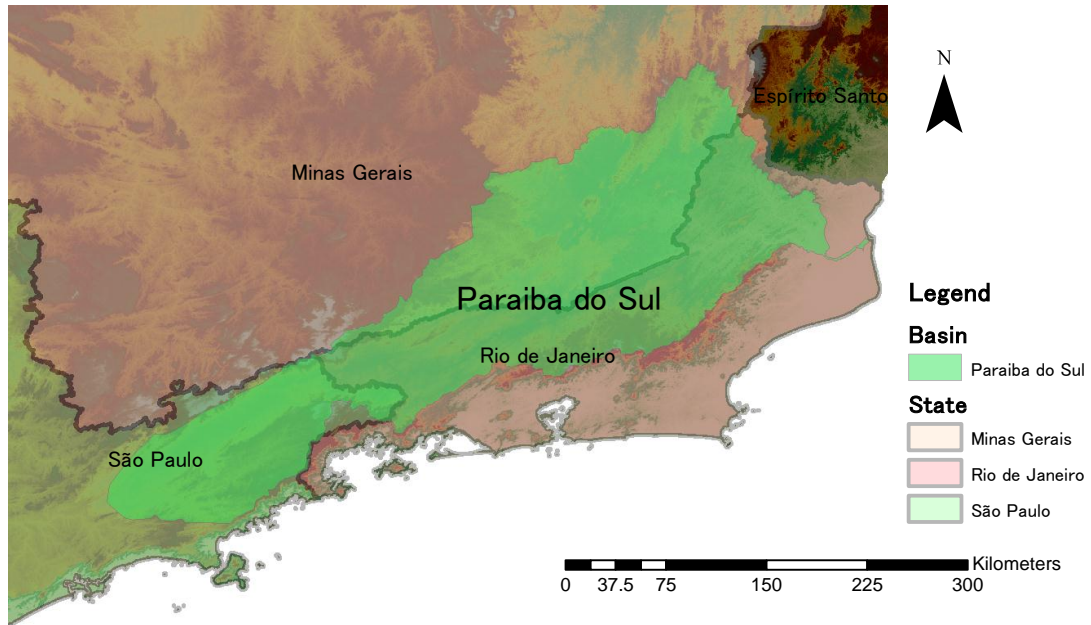 N
Espírito Santo
Minas Gerais
Paraiba do Sul
Rio de Janeiro
São Paulo
Legend
Basin
Paraiba do Sul
State
Minas Gerais
Rio de Janeiro
São Paulo
Kilometers
0 37.5 75 150 225 300